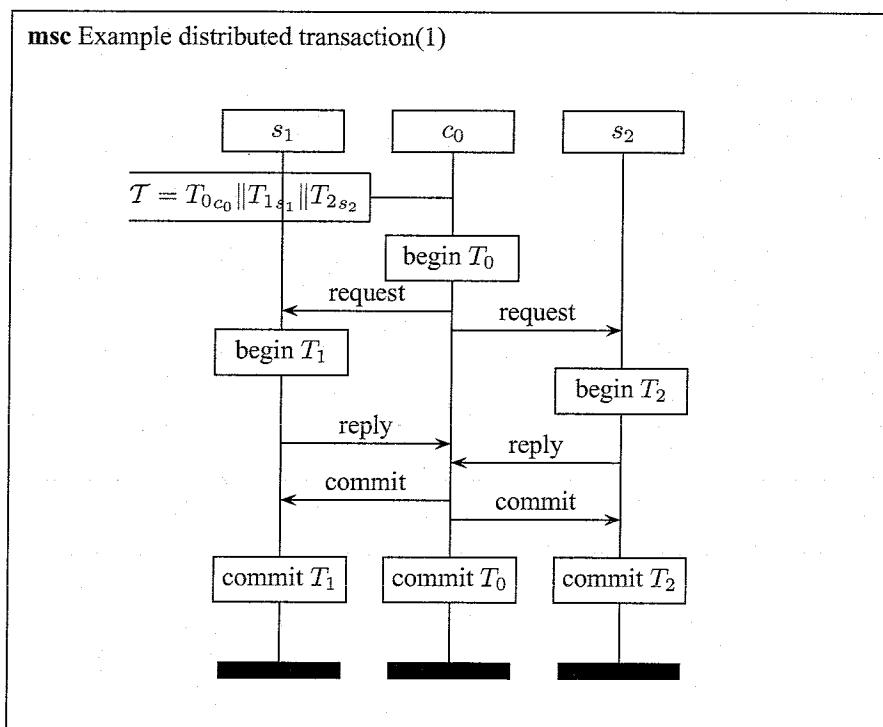 msc Example distributed transaction(1)
s₁ c₀ s₂
𝒯 = T₀c₀‖T₁s₁‖T₂s₂
begin T₀
request
request
begin T₁
begin T₂
reply
reply
commit
commit
commit T₁ commit T₀ commit T₂